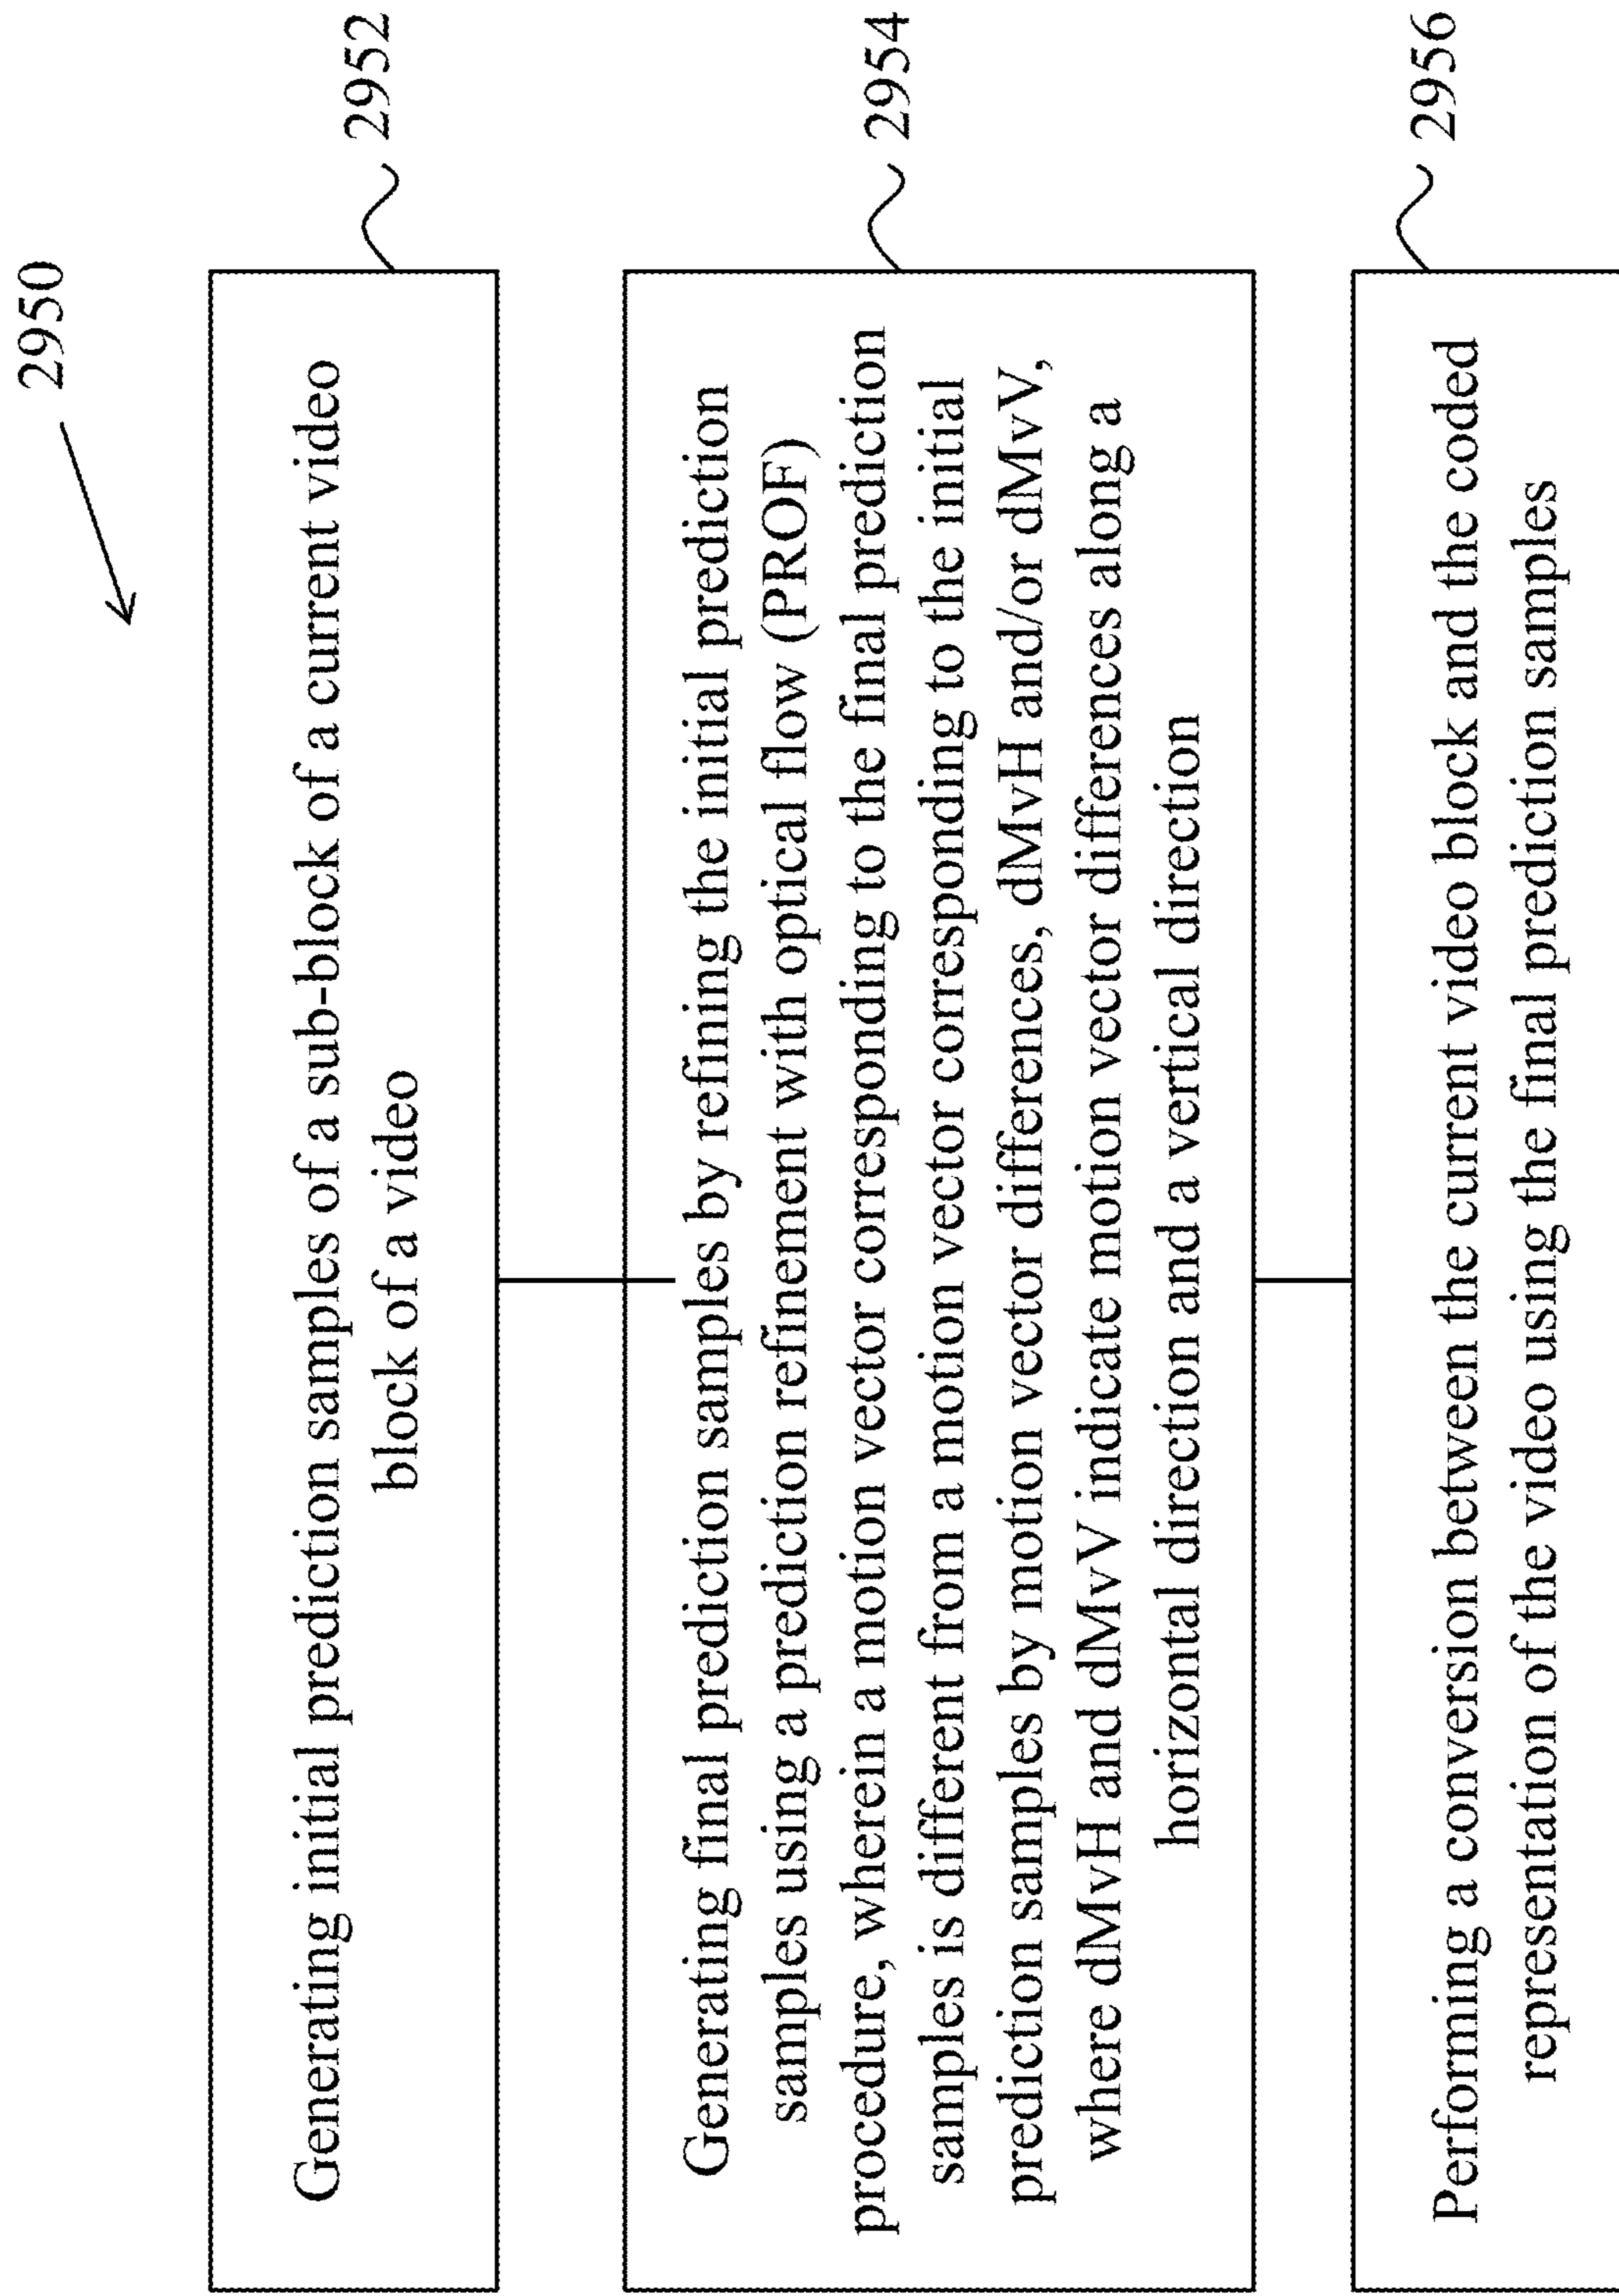 2950
Generating initial prediction samples of a sub-block of a current video
block of a video
2952
Generating final prediction samples by refining the initial prediction
samples using a prediction refinement with optical flow (PROF)
procedure, wherein a motion vector corresponding to the final prediction
samples is different from a motion vector corresponding to the initial
prediction samples by motion vector differences, dMvH and/or dMvV,
where dMvH and dMvV indicate motion vector differences along a
horizontal direction and a vertical direction
2954
Performing a conversion between the current video block and the coded
representation of the video using the final prediction samples
2956